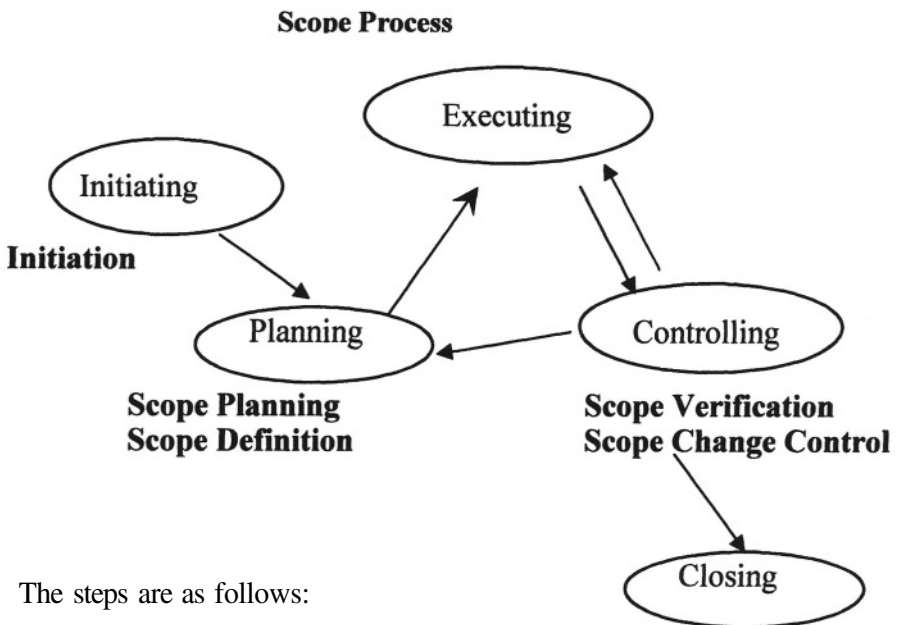 Scope Process
Executing
Initiating
Initiation
Planning
Controlling
Scope Planning
Scope Definition
Scope Verification
Scope Change Control
Closing
The steps are as follows: